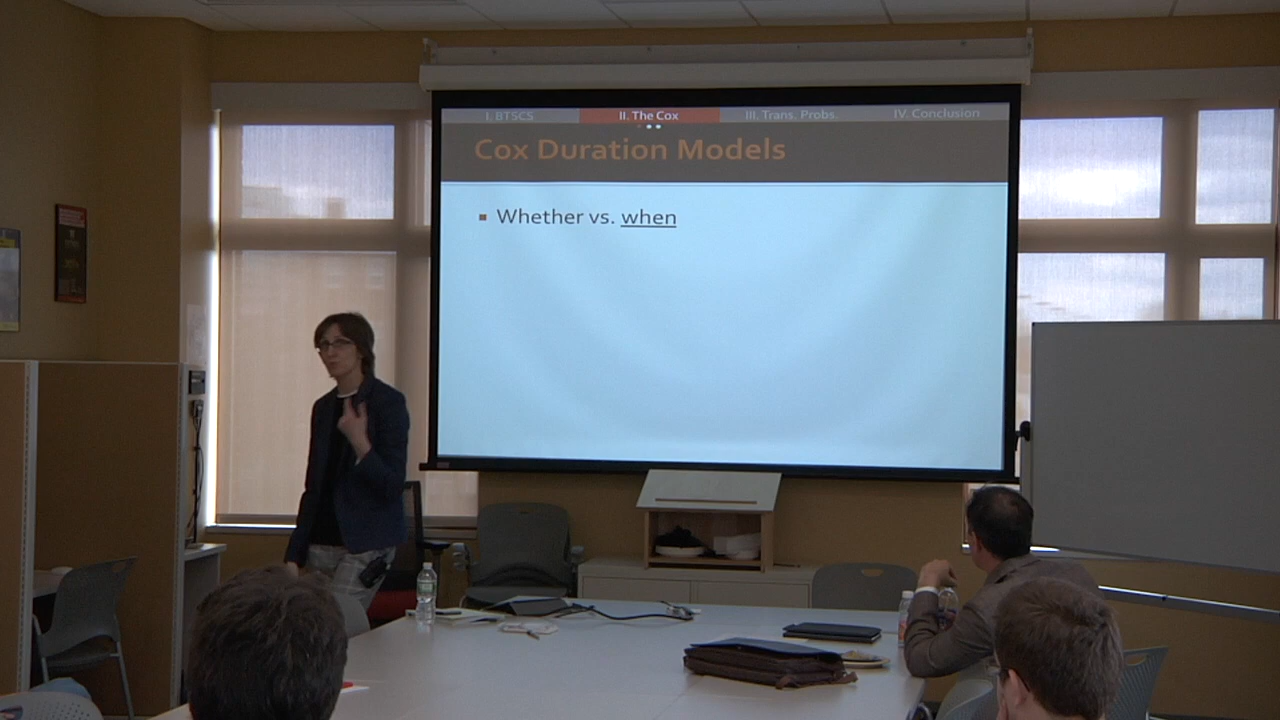 I. BTSCS II. The Cox III. Trans. Probs. IV. Conclusion
Cox Duration Models
Whether vs. when